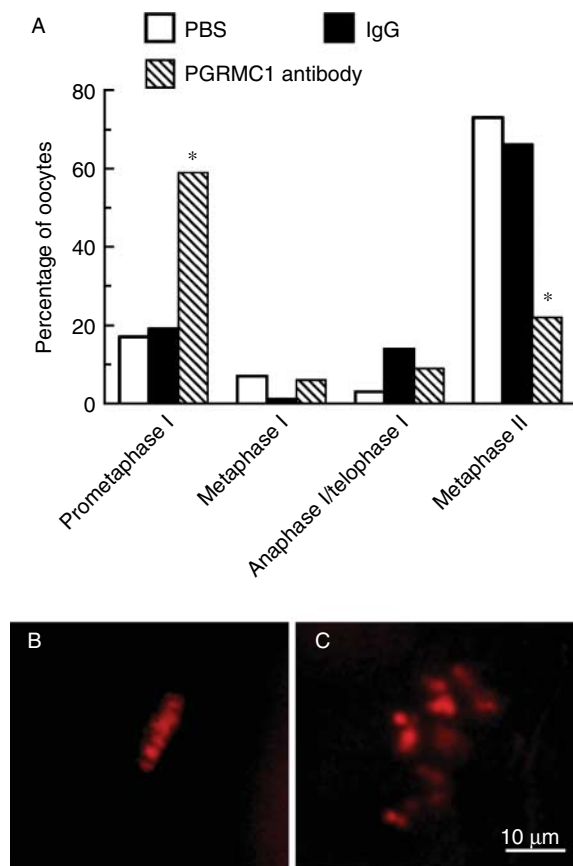 A
PBS
IgG
PGRMC1 antibody
80
60
40
20
0
Percentage of oocytes
*
*
Prometaphase I
Metaphase I
Anaphase I/telophase I
Metaphase II
B
C
10 μm